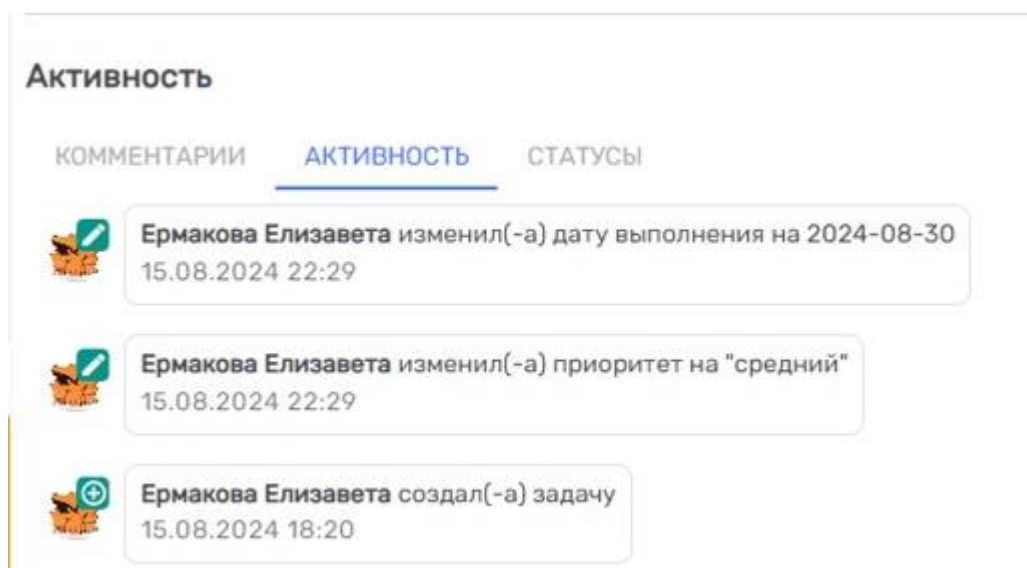 Активность
КОММЕНТАРИИ АКТИВНОСТЬ СТАТУСЫ
Ермакова Елизавета изменил(-а) дату выполнения на 2024-08-30
15.08.2024 22:29
Ермакова Елизавета изменил(-а) приоритет на "средний"
15.08.2024 22:29
Ермакова Елизавета создал(-а) задачу
15.08.2024 18:20